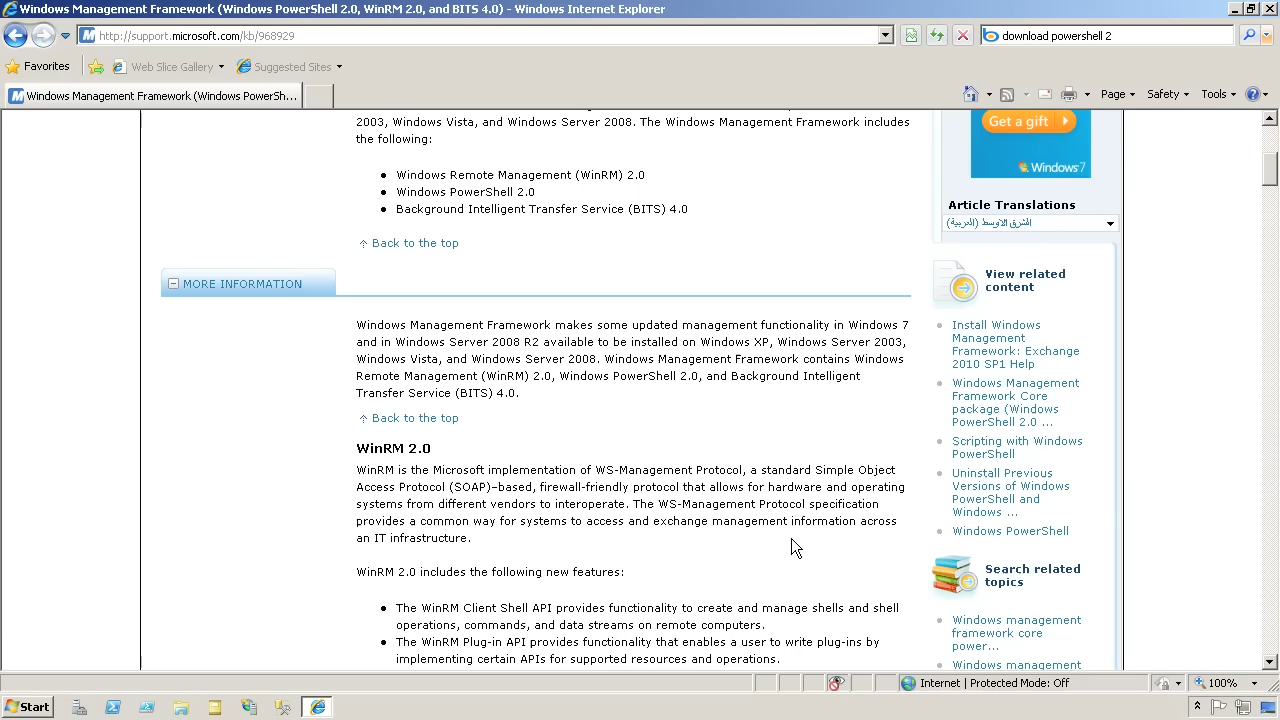 Windows Management Framework (Windows PowerShell 2.0, WinRM 2.0, and BITS 4.0) - Windows Internet Explorer
http://support.microsoft.com/kb/968929
download powershell 2
Favorites
Web Slice Gallery
Suggested Sites
Windows Management Framework (Windows PowerSh...
Page
Safety
Tools
2003, Windows Vista, and Windows Server 2008. The Windows Management Framework includes
the following:
Windows Remote Management (WinRM) 2.0
Windows PowerShell 2.0
Background Intelligent Transfer Service (BITS) 4.0
Back to the top
MORE INFORMATION
Windows Management Framework makes some updated management functionality in Windows 7
and in Windows Server 2008 R2 available to be installed on Windows XP, Windows Server 2003,
Windows Vista, and Windows Server 2008. Windows Management Framework contains Windows
Remote Management (WinRM) 2.0, Windows PowerShell 2.0, and Background Intelligent
Transfer Service (BITS) 4.0.
Back to the top
WinRM 2.0
WinRM is the Microsoft implementation of WS-Management Protocol, a standard Simple Object
Access Protocol (SOAP)–based, firewall-friendly protocol that allows for hardware and operating
systems from different vendors to interoperate. The WS-Management Protocol specification
provides a common way for systems to access and exchange management information across
an IT infrastructure.
WinRM 2.0 includes the following new features:
The WinRM Client Shell API provides functionality to create and manage shells and shell
operations, commands, and data streams on remote computers.
The WinRM Plug-in API provides functionality that enables a user to write plug-ins by
implementing certain APIs for supported resources and operations.
Get a gift
Windows 7
Article Translations
الشرق الاوسط (العربية)
View related
content
Install Windows
Management
Framework: Exchange
2010 SP1 Help
Windows Management
Framework Core
package (Windows
PowerShell 2.0 ...
Scripting with Windows
PowerShell
Uninstall Previous
Versions of Windows
PowerShell and
Windows ...
Windows PowerShell
Search related
topics
Windows management
framework core
power...
Windows management
Internet | Protected Mode: Off
100%
Start